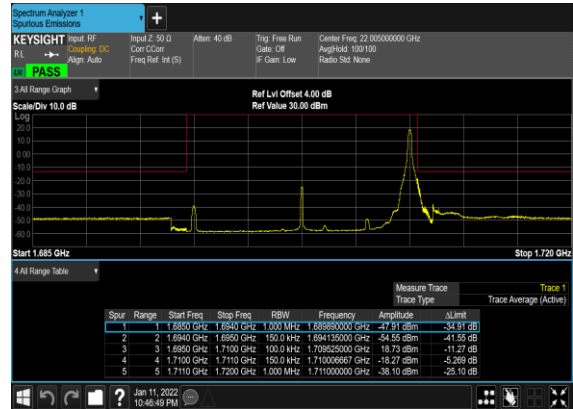 Spectrum Analyzer 1
Spurious Emissions
+
KEYSIGHT Input: RF Input Z: 50 Ω Atten: 40 dB Trig: Free Run Center Freq: 22.005000000 GHz
RL Coupling: DC Corr CCorr Gate: Off Avg|Hold: 100/100
Align: Auto Freq Ref: Int (S) IF Gain: Low Radio Std: None
LW PASS
3 All Range Graph
Ref Lvl Offset 4.00 dB
Scale/Div 10.0 dB Ref Value 30.00 dBm
Log
20.0
10.0
0.00
-10.0
-20.0
-30.0
-40.0
-50.0
-60.0
Start 1.685 GHz Stop 1.720 GHz
4 All Range Table
Measure Trace Trace 1
Trace Type Trace Average (Active)
Spur Range Start Freq Stop Freq RBW Frequency Amplitude ΔLimit
1 1 1.6850 GHz 1.6940 GHz 1.000 MHz 1.689890000 GHz -47.91 dBm -34.91 dB
2 2 1.6940 GHz 1.6950 GHz 150.0 kHz 1.694135000 GHz -54.55 dBm -41.55 dB
3 3 1.6950 GHz 1.7100 GHz 100.0 kHz 1.709525000 GHz 18.73 dBm -11.27 dB
4 4 1.7100 GHz 1.7110 GHz 150.0 kHz 1.710006667 GHz -18.27 dBm -5.269 dB
5 5 1.7110 GHz 1.7200 GHz 1.000 MHz 1.711000000 GHz -38.10 dBm -25.10 dB
?
Jan 11, 2022
10:46:49 PM